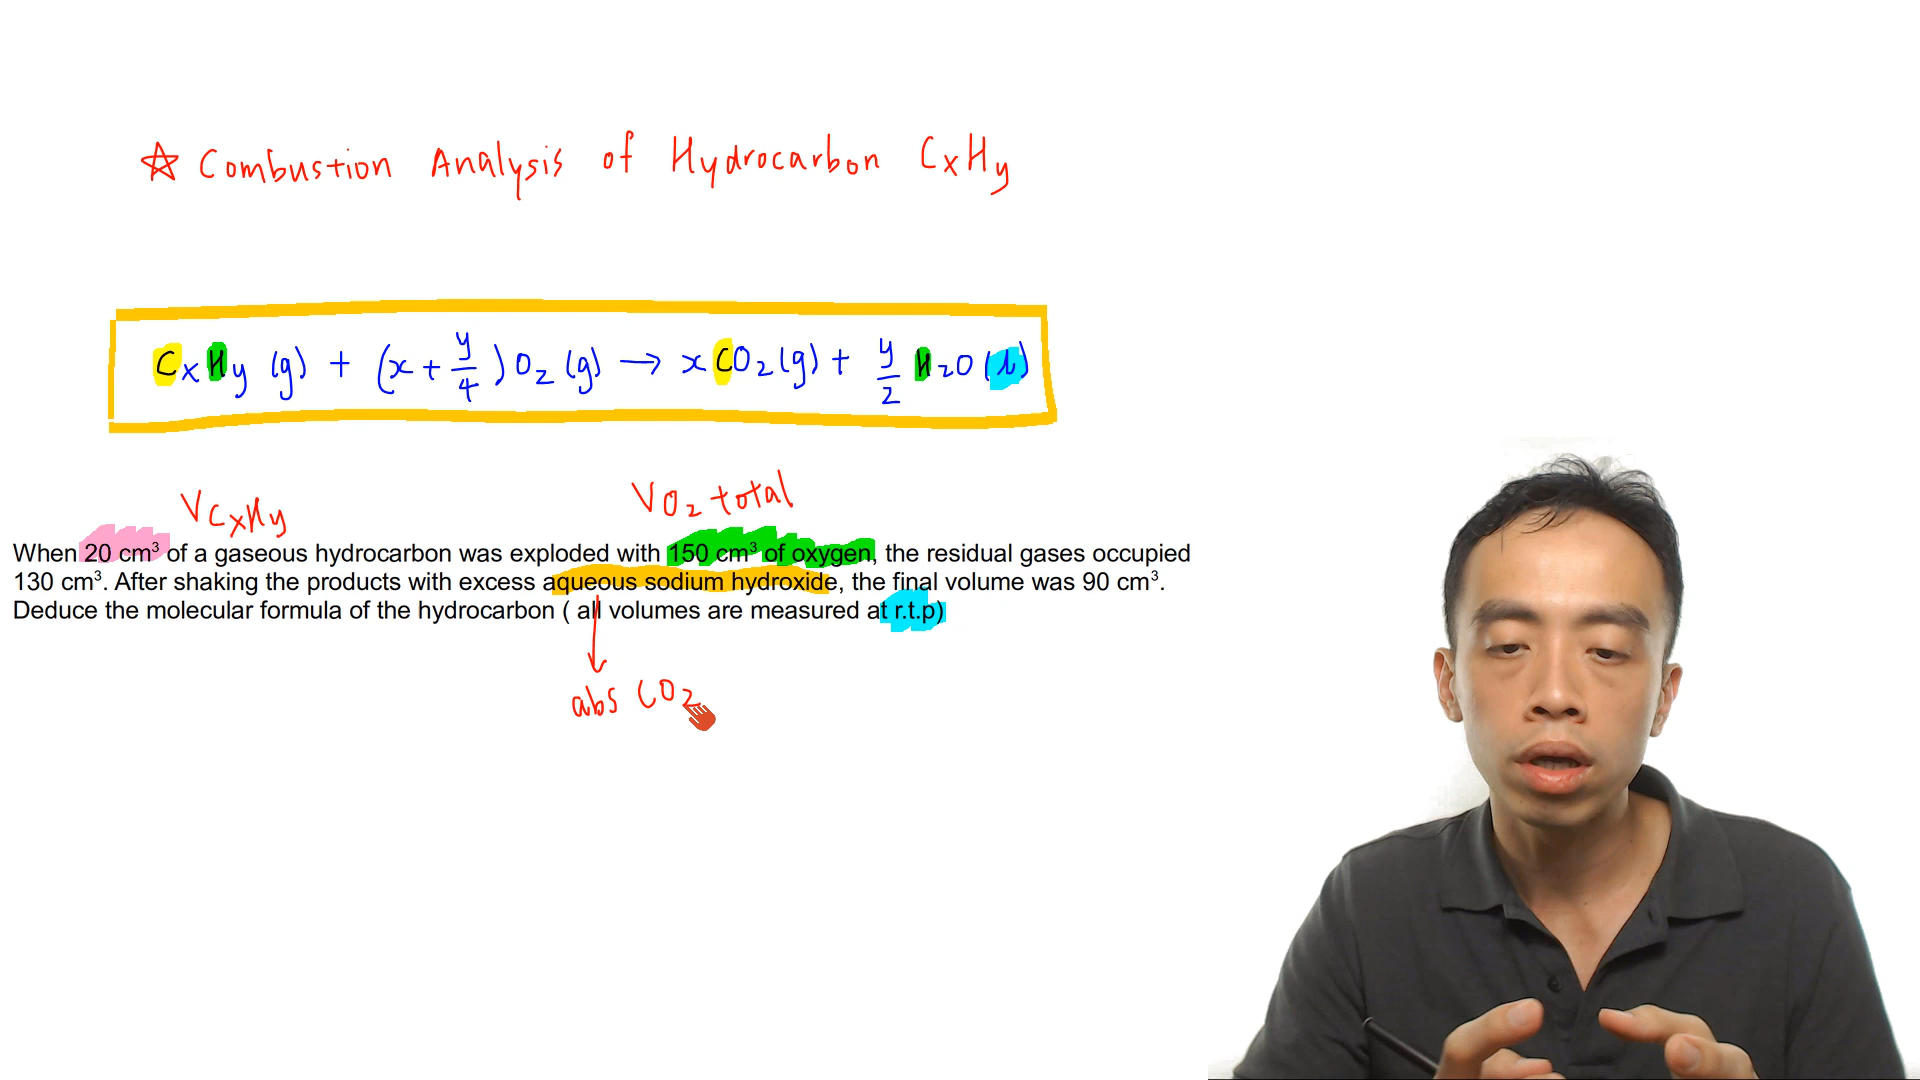 ☆ Combustion Analysis of Hydrocarbon CxHy
CxHy (g) + (x + y/4) O₂ (g) → x CO₂ (g) + y/2 H₂O (l)
V CxHy
VO₂ total
When 20 cm³ of a gaseous hydrocarbon was exploded with 150 cm³ of oxygen, the residual gases occupied
130 cm³. After shaking the products with excess aqueous sodium hydroxide, the final volume was 90 cm³.
Deduce the molecular formula of the hydrocarbon ( all volumes are measured at r.t.p)
abs CO₂